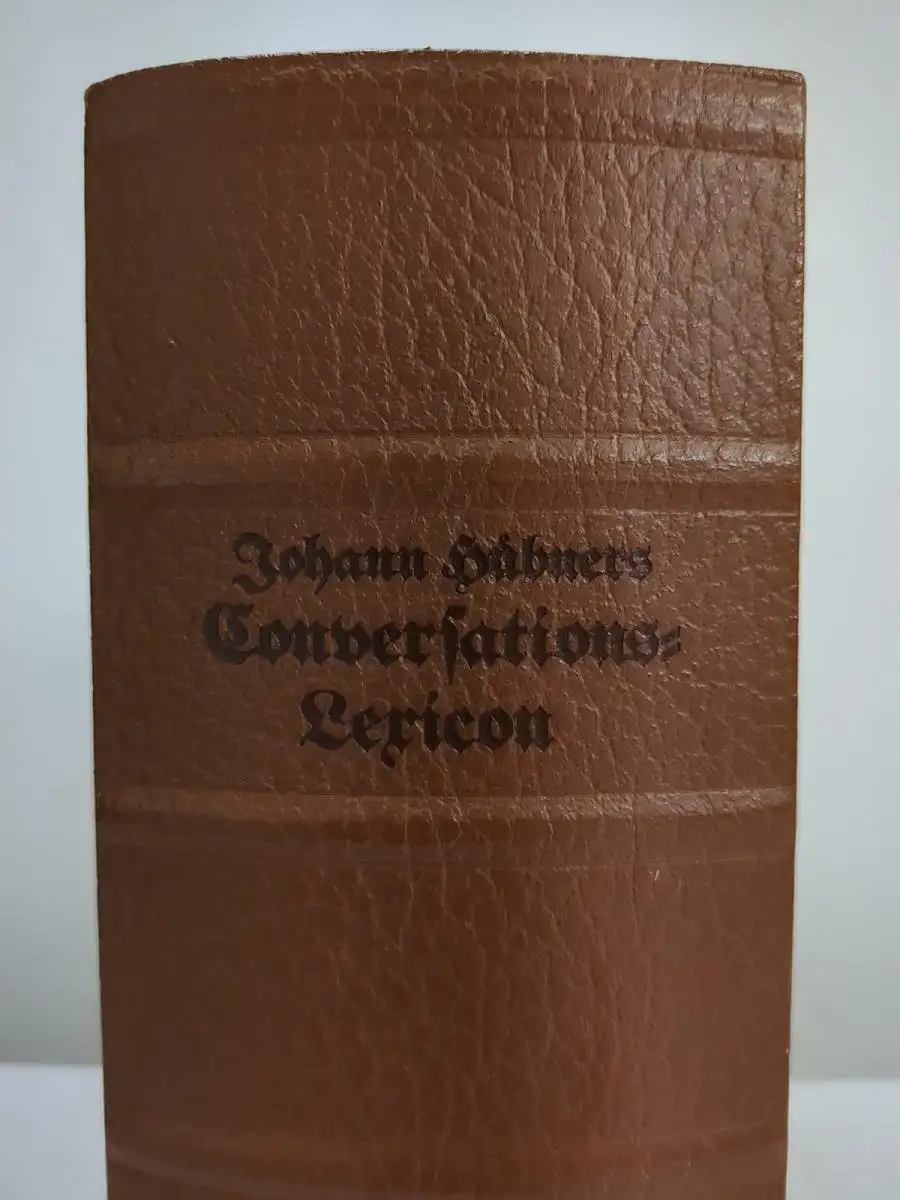 Johann Hübners
Conversations-
Lexicon